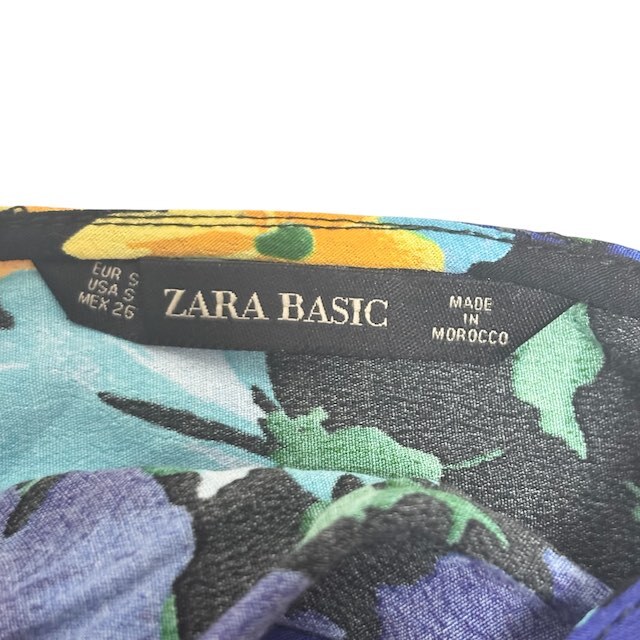 EUR S
USA S
MEX 26
ZARA BASIC
MADE
IN
MOROCCO